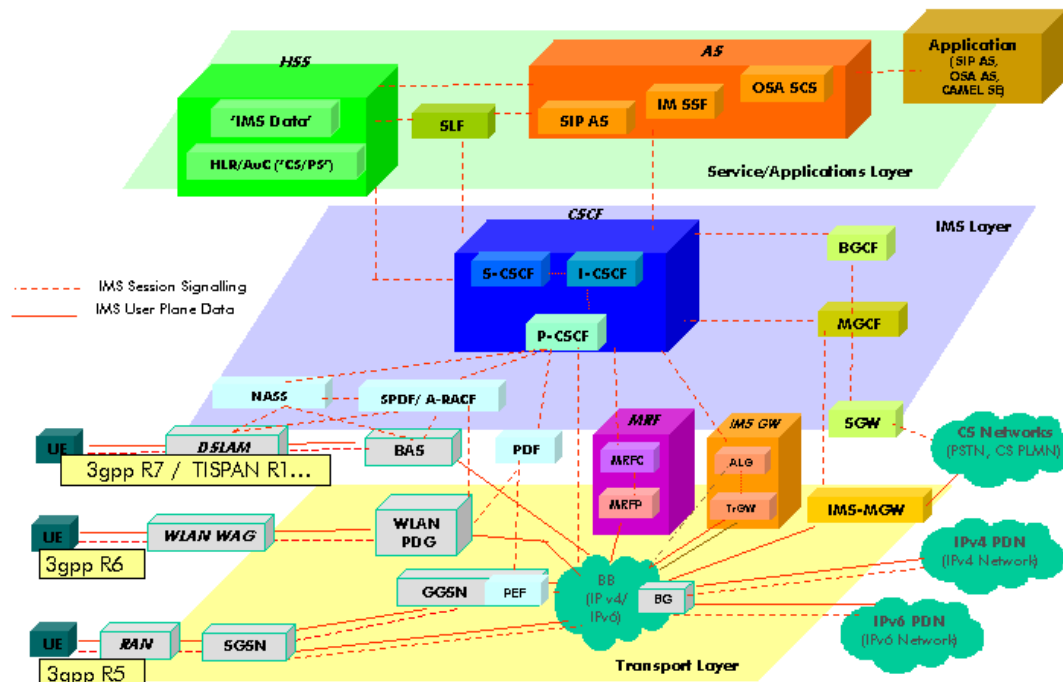 HSS
'IMS Data'
HLR/AuC ('CS/PS')
SLF
AS
SIP AS
IM SSF
OSA SCS
Application
(SIP AS,
OSA AS,
CAMEL SE)
Service/Applications Layer
CSCF
S-CSCF
I-CSCF
P-CSCF
IMS Layer
BGCF
MGCF
SGW
IMS Session Signalling
IMS User Plane Data
NASS
SPDF/ A-RACF
UE
DSLAM
BAS
3gpp R7 / TISPAN R1...
PDF
MRF
MRFC
MRFP
IMS GW
ALG
TrGW
IMS-MGW
CS Networks
(PSTN, CS PLMN)
UE
WLAN WAG
WLAN
PDG
3gpp R6
GGSN
PEF
BB
(IP v4/
IPv6)
BG
IPv4 PDN
(IPv4 Network)
IPv6 PDN
(IPv6 Network)
UE
RAN
SGSN
3gpp R5
Transport Layer